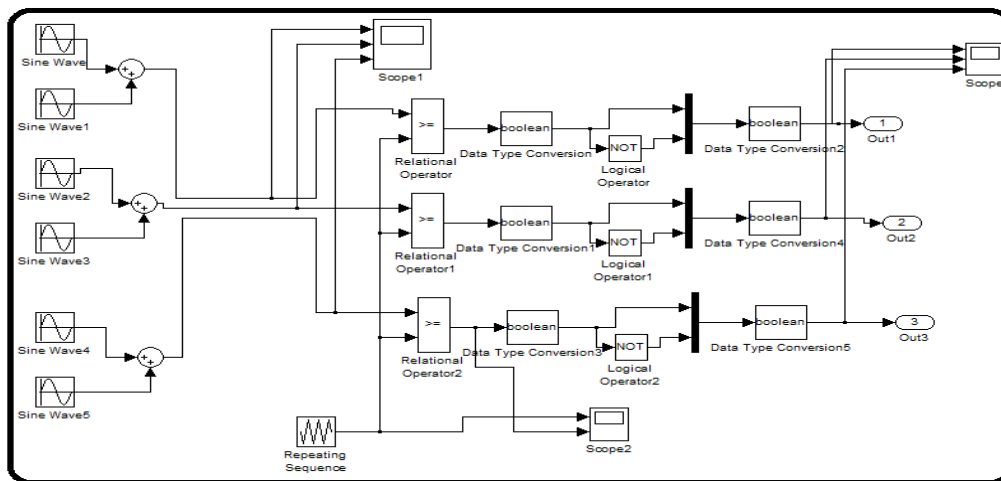 Sine Wave
+
+
Sine Wave1
Scope1
Scope
>=
Relational
Operator
boolean
Data Type Conversion
NOT
Logical
Operator
boolean
Data Type Conversion2
1
Out1
Sine Wave2
+
+
Sine Wave3
>=
Relational
Operator1
boolean
Data Type Conversion1
NOT
Logical
Operator1
boolean
Data Type Conversion4
2
Out2
Sine Wave4
+
+
Sine Wave5
>=
Relational
Operator2
boolean
Data Type Conversion3
NOT
Logical
Operator2
boolean
Data Type Conversion5
3
Out3
Repeating
Sequence
Scope2